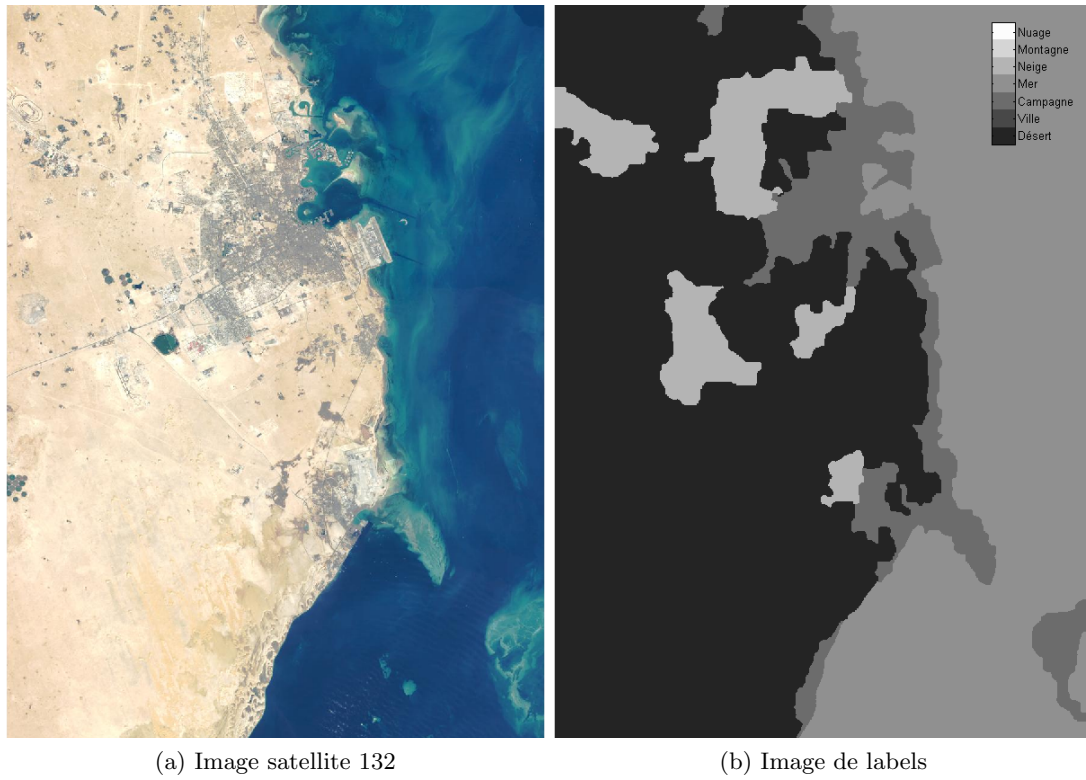 Nuage
Montagne
Neige
Mer
Campagne
Ville
Désert
(a) Image satellite 132
(b) Image de labels